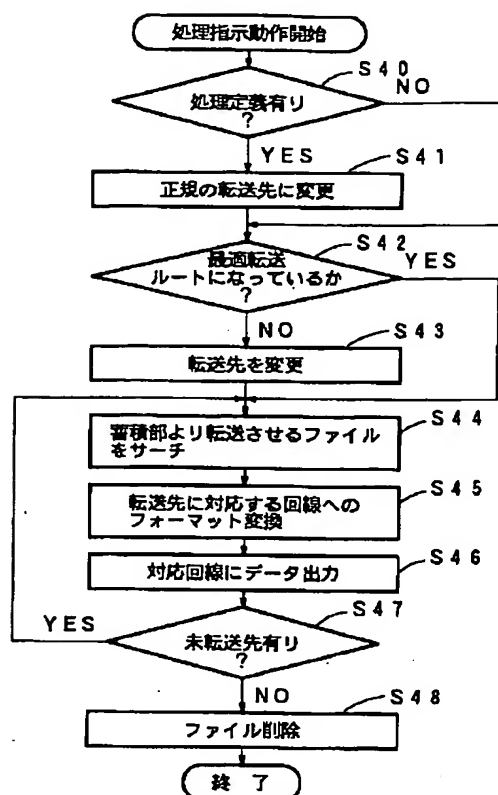 処理指示動作開始
S40
NO
処理定義有り
?
YES
S41
正規の転送先に変更
S42
最適転送
YES
ルートになっているか
?
NO
S43
転送先を変更
S44
蓄積部より転送させるファイル
をサーチ
S45
転送先に対応する回線への
フォーマット変換
S46
対応回線にデータ出力
S47
YES
未転送先有り
?
NO
S48
ファイル削除
終了